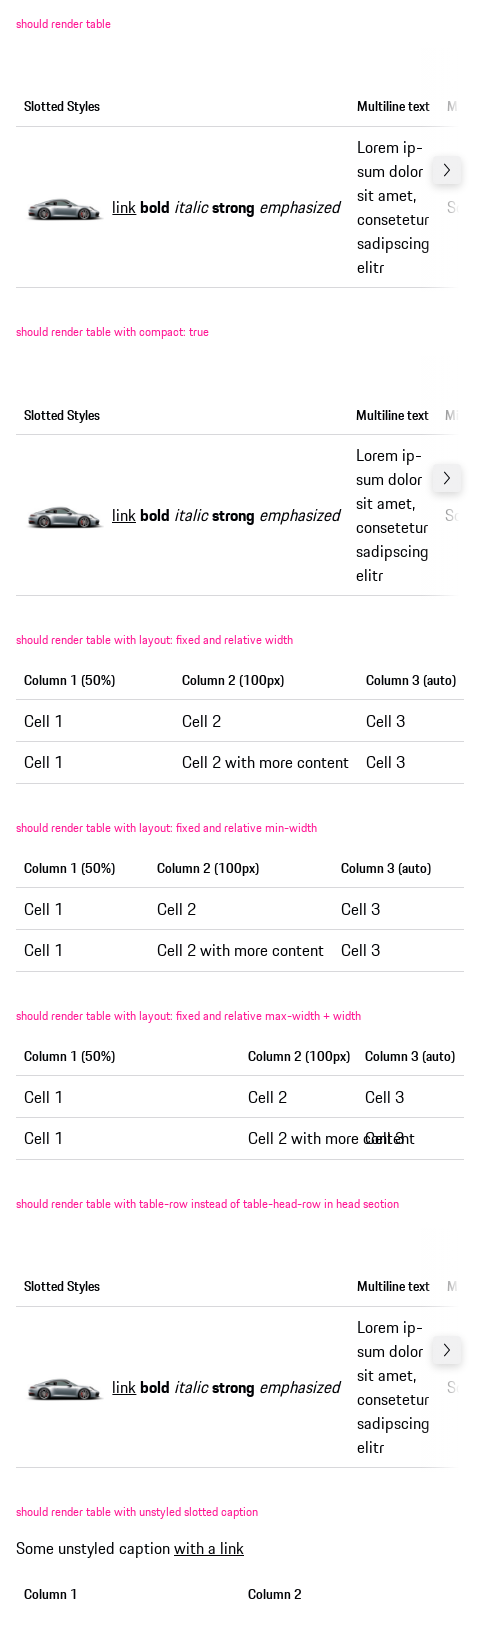 should render table
Slotted Styles Multiline text
link bold italic strong emphasized Lorem ip-
sum dolor
sit amet,
consetetur
sadipscing
elitr
should render table with compact: true
Slotted Styles Multiline text
link bold italic strong emphasized Lorem ip-
sum dolor
sit amet,
consetetur
sadipscing
elitr
should render table with layout: fixed and relative width
Column 1 (50%) Column 2 (100px) Column 3 (auto)
Cell 1 Cell 2 Cell 3
Cell 1 Cell 2 with more content Cell 3
should render table with layout: fixed and relative min-width
Column 1 (50%) Column 2 (100px) Column 3 (auto)
Cell 1 Cell 2 Cell 3
Cell 1 Cell 2 with more content Cell 3
should render table with layout: fixed and relative max-width + width
Column 1 (50%) Column 2 (100px) Column 3 (auto)
Cell 1 Cell 2 Cell 3
Cell 1 Cell 2 with more content Cell 3
should render table with table-row instead of table-head-row in head section
Slotted Styles Multiline text
link bold italic strong emphasized Lorem ip-
sum dolor
sit amet,
consetetur
sadipscing
elitr
should render table with unstyled slotted caption
Some unstyled caption with a link
Column 1 Column 2